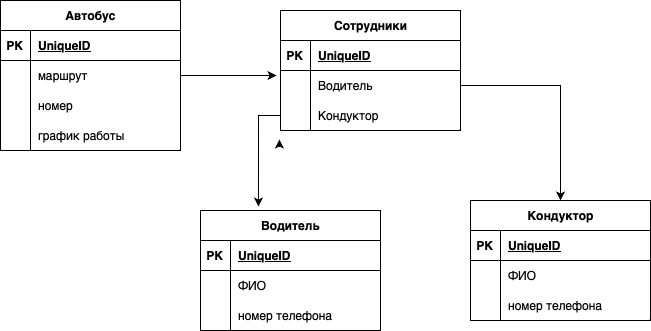 Автобус
PK UniqueID
маршрут
номер
график работы
Сотрудники
PK UniqueID
Водитель
Кондуктор
Водитель
PK UniqueID
ФИО
номер телефона
Кондуктор
PK UniqueID
ФИО
номер телефона